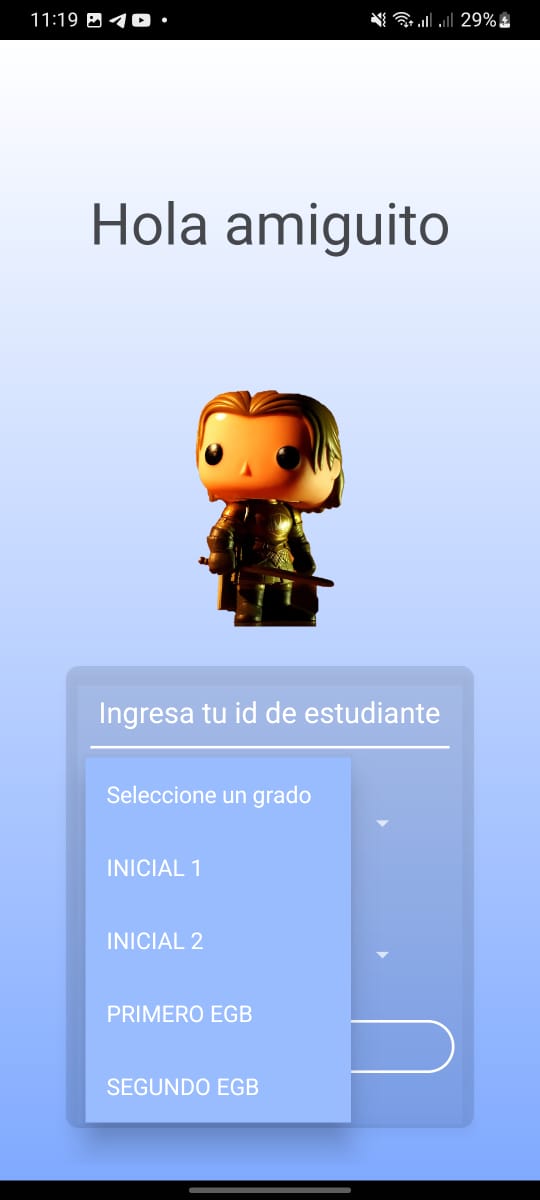 11:19
29%
Hola amiguito
Ingresa tu id de estudiante
Seleccione un grado
INICIAL 1
INICIAL 2
PRIMERO EGB
SEGUNDO EGB